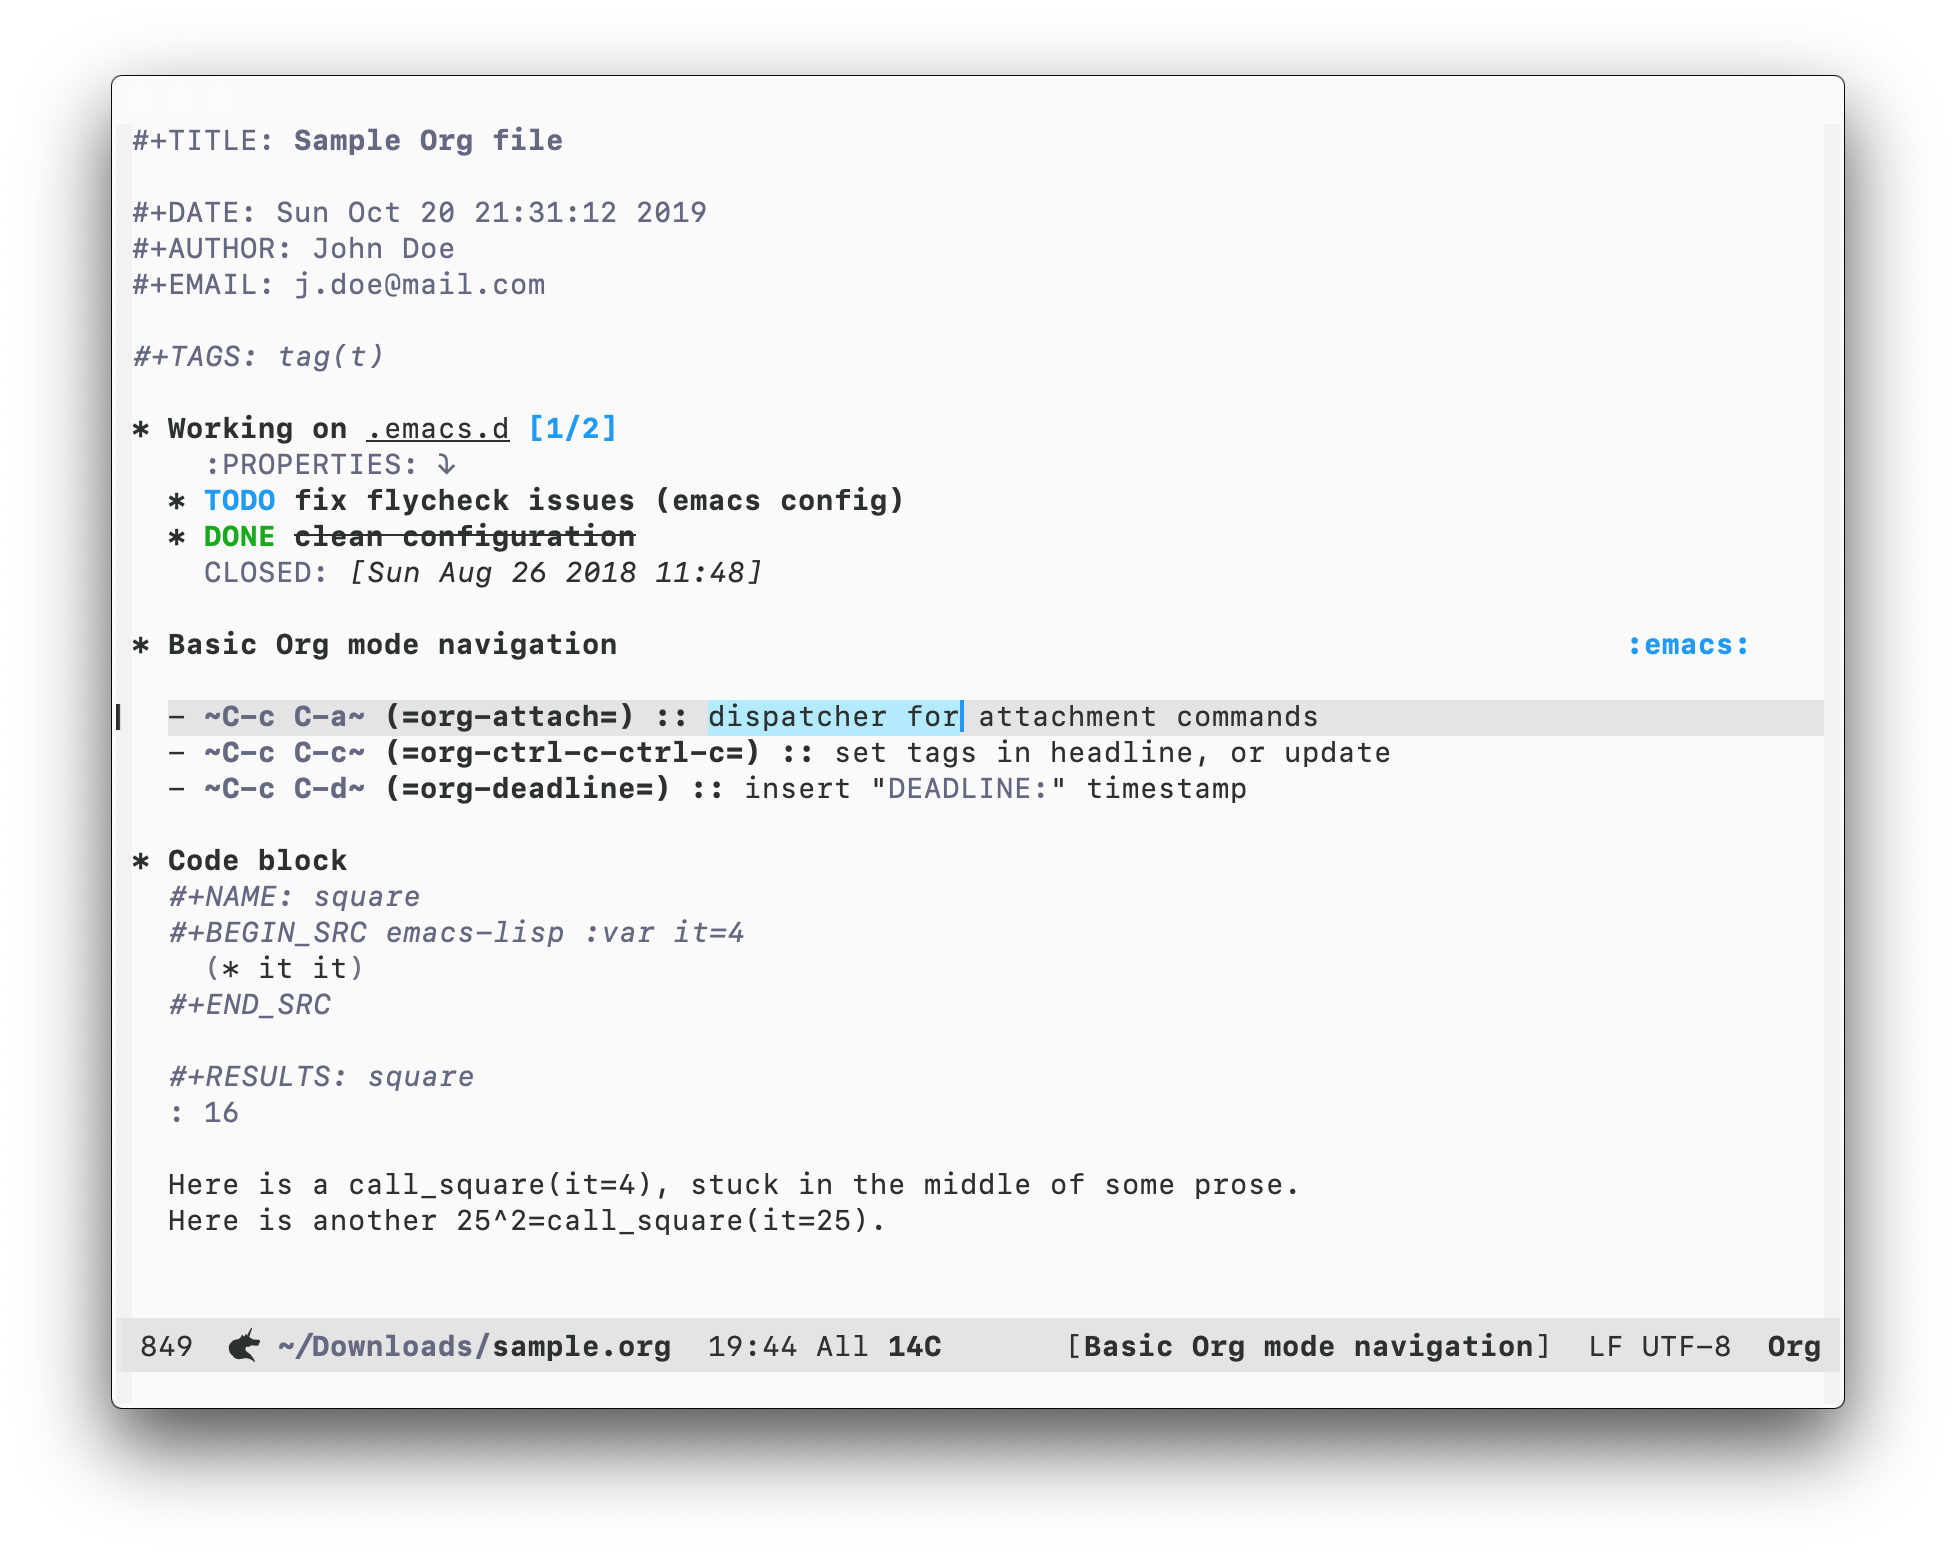 #+TITLE: Sample Org file
#+DATE: Sun Oct 20 21:31:12 2019
#+AUTHOR: John Doe
#+EMAIL: j.doe@mail.com
#+TAGS: tag(t)
* Working on .emacs.d [1/2]
:PROPERTIES: ⤵
* TODO fix flycheck issues (emacs config)
* DONE clean configuration
CLOSED: [Sun Aug 26 2018 11:48]
* Basic Org mode navigation :emacs:
- ~C-c C-a~ (=org-attach=) :: dispatcher for attachment commands
- ~C-c C-c~ (=org-ctrl-c-ctrl-c=) :: set tags in headline, or update
- ~C-c C-d~ (=org-deadline=) :: insert "DEADLINE:" timestamp
* Code block
#+NAME: square
#+BEGIN_SRC emacs-lisp :var it=4
(* it it)
#+END_SRC
#+RESULTS: square
: 16
Here is a call_square(it=4), stuck in the middle of some prose.
Here is another 25^2=call_square(it=25).
849 ~/Downloads/sample.org 19:44 All 14C [Basic Org mode navigation] LF UTF-8 Org